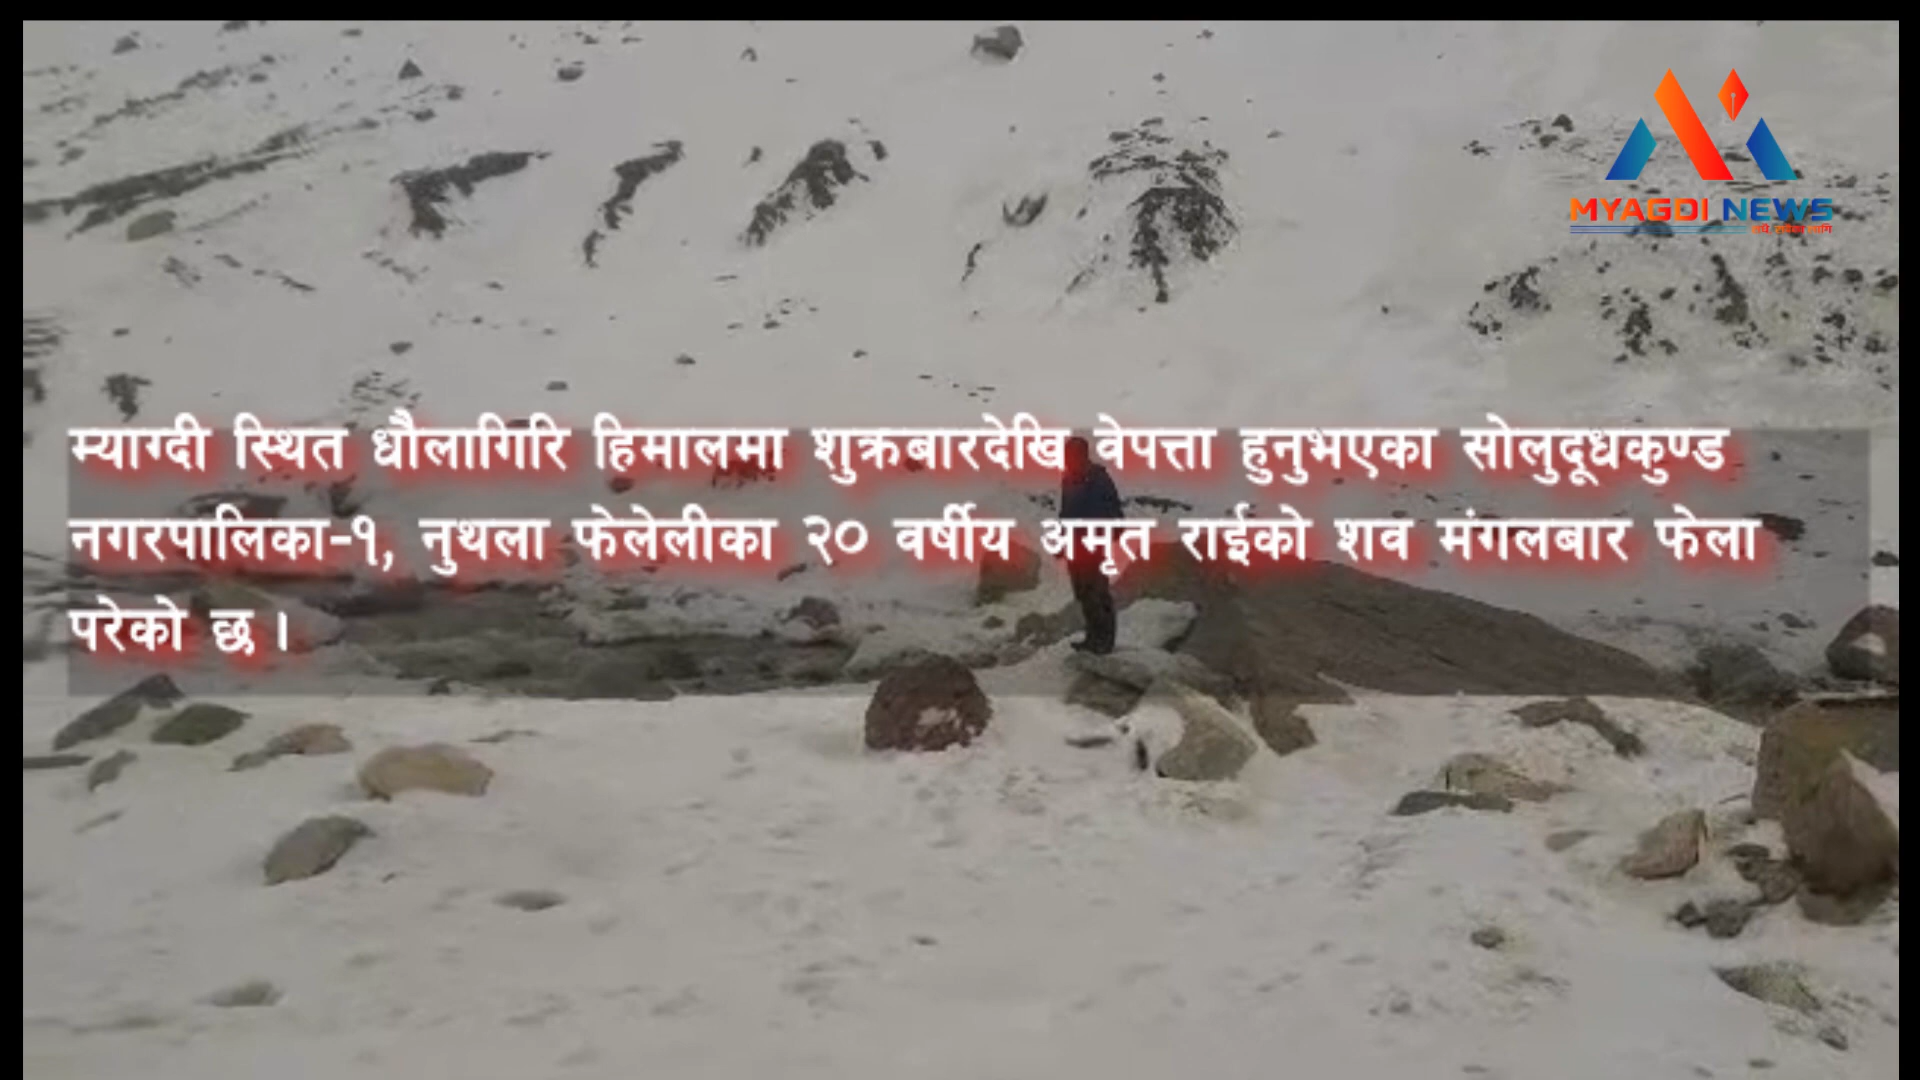 MYAGDI NEWS
म्याग्दी स्थित धौलागिरि हिमालमा शुक्रबारदेखि वेपत्ता हुनुभएका सोलुदूधकुण्ड
नगरपालिका-१, नुथला फेलेलीका २० वर्षीय अमृत राईको शव मंगलबार फेला
परेको छ ।